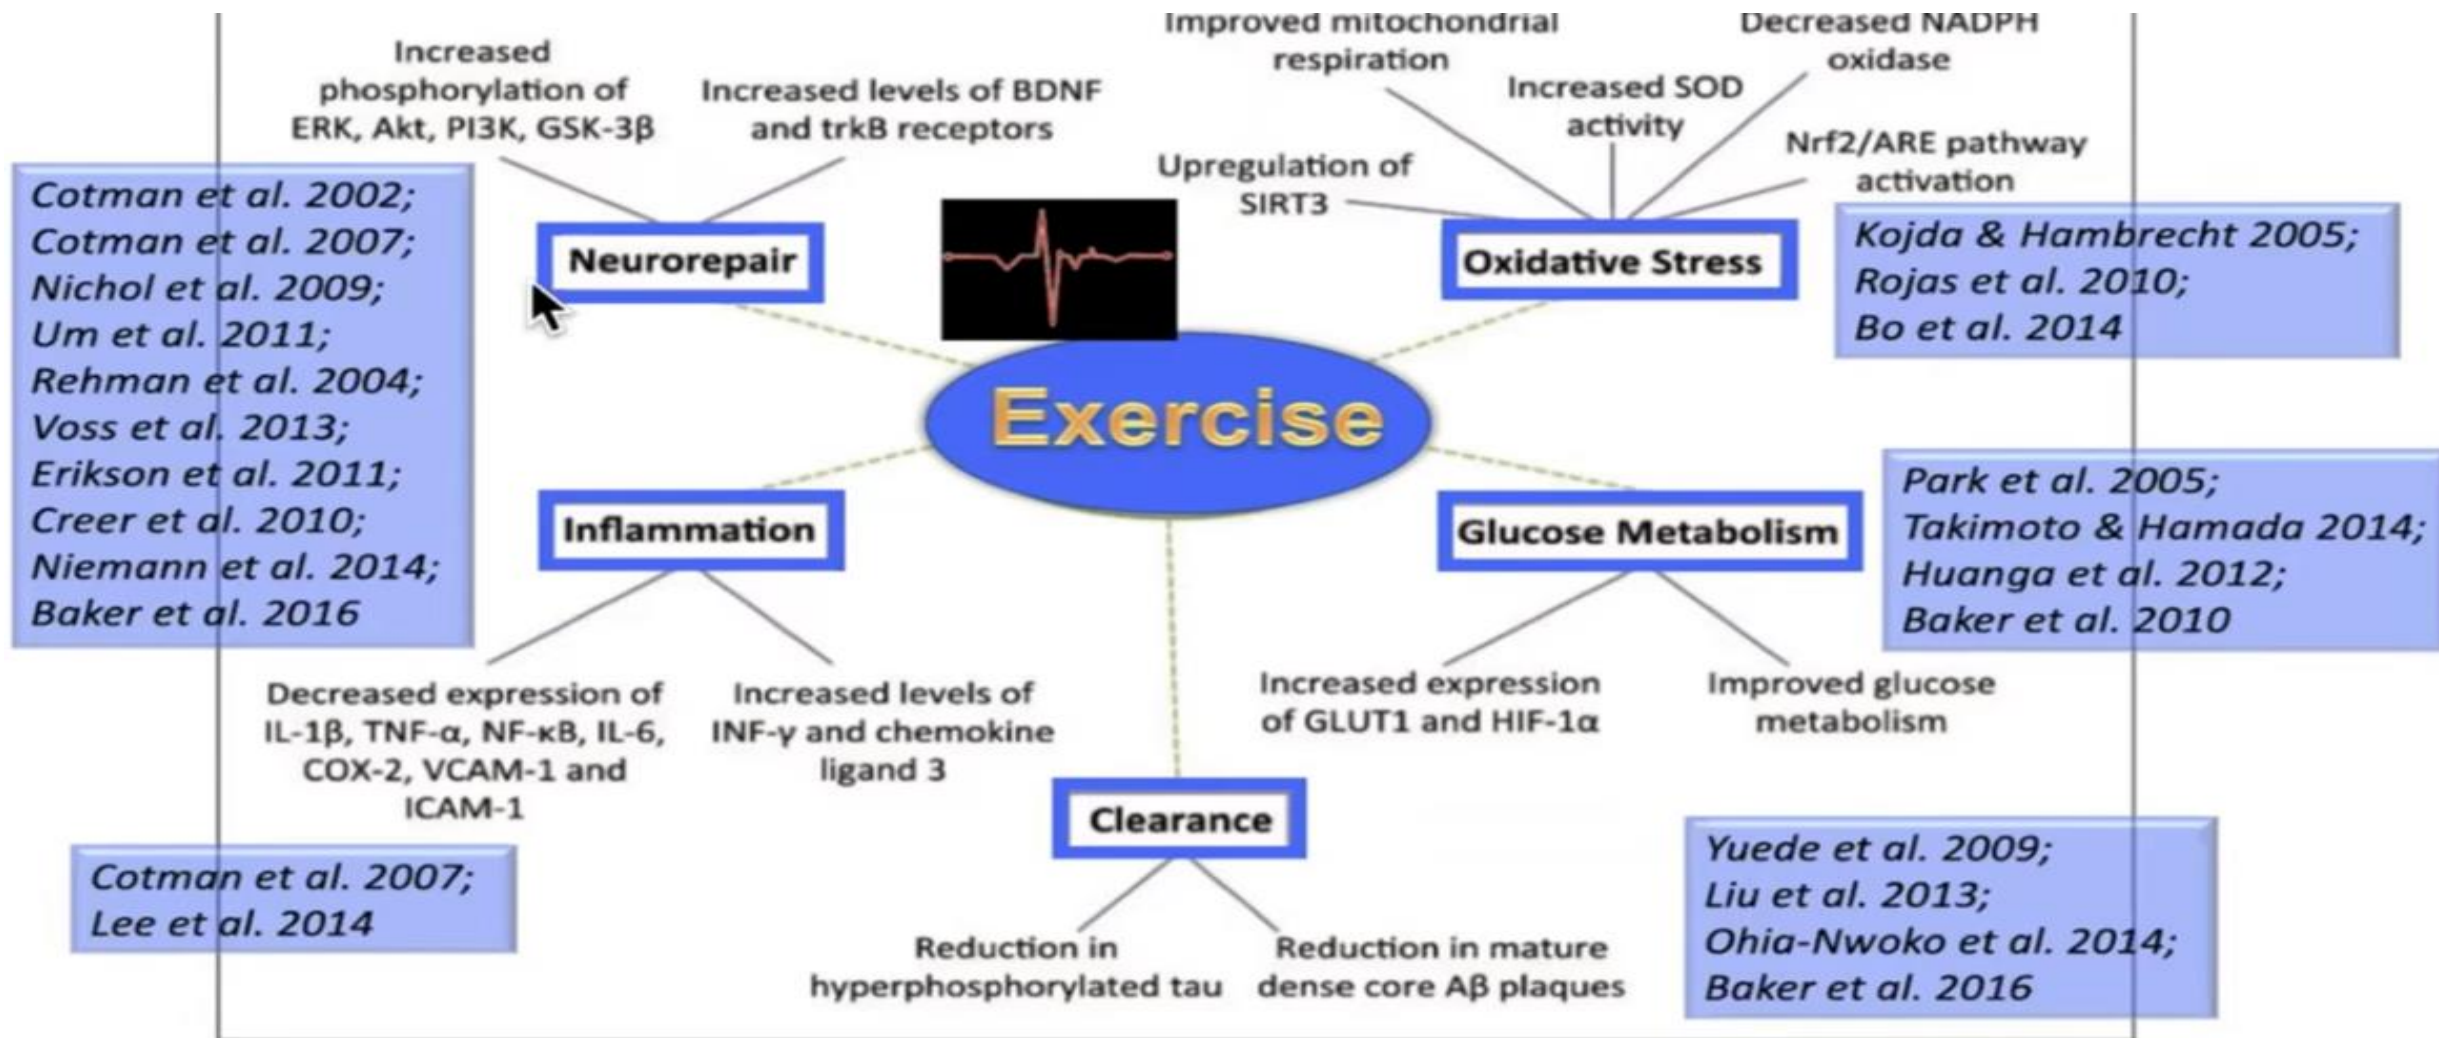 Increased
phosphorylation of
ERK, Akt, PI3K, GSK-3β
Increased levels of BDNF
and trkB receptors
Improved mitochondrial
respiration
Increased SOD
activity
Decreased NADPH
oxidase
Upregulation of
SIRT3
Nrf2/ARE pathway
activation
Cotman et al. 2002;
Cotman et al. 2007;
Nichol et al. 2009;
Um et al. 2011;
Rehman et al. 2004;
Voss et al. 2013;
Erikson et al. 2011;
Creer et al. 2010;
Niemann et al. 2014;
Baker et al. 2016
Neurorepair
Oxidative Stress
Kojda & Hambrecht 2005;
Rojas et al. 2010;
Bo et al. 2014
Exercise
Inflammation
Glucose Metabolism
Park et al. 2005;
Takimoto & Hamada 2014;
Huanga et al. 2012;
Baker et al. 2010
Decreased expression of
IL-1β, TNF-α, NF-κB, IL-6,
COX-2, VCAM-1 and
ICAM-1
Increased levels of
INF-γ and chemokine
ligand 3
Increased expression
of GLUT1 and HIF-1α
Improved glucose
metabolism
Clearance
Cotman et al. 2007;
Lee et al. 2014
Reduction in
hyperphosphorylated tau
Reduction in mature
dense core Aβ plaques
Yuede et al. 2009;
Liu et al. 2013;
Ohia-Nwoko et al. 2014;
Baker et al. 2016